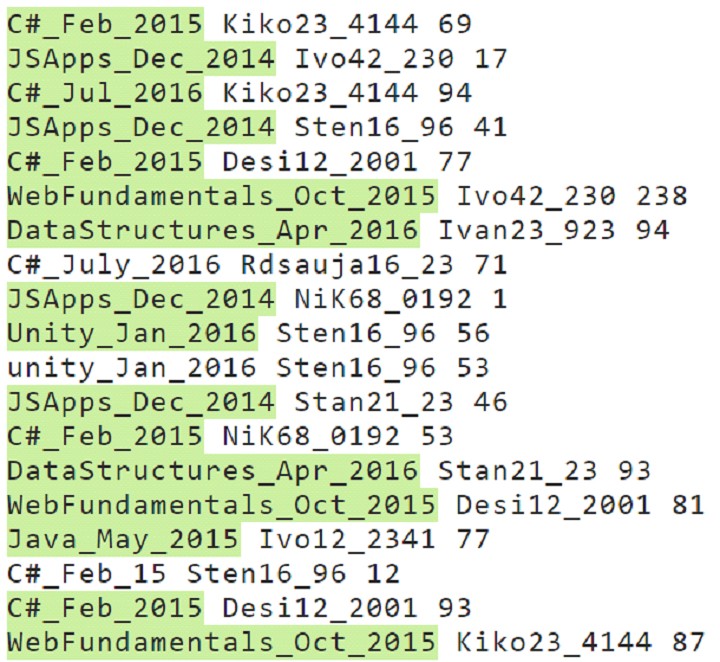 C#_Feb_2015 Kiko23_4144 69
JSApps_Dec_2014 Ivo42_230 17
C#_Jul_2016 Kiko23_4144 94
JSApps_Dec_2014 Sten16_96 41
C#_Feb_2015 Desi12_2001 77
WebFundamentals_Oct_2015 Ivo42_230 238
DataStructures_Apr_2016 Ivan23_923 94
C#_July_2016 Rdsauja16_23 71
JSApps_Dec_2014 NiK68_0192 1
Unity_Jan_2016 Sten16_96 56
unity_Jan_2016 Sten16_96 53
JSApps_Dec_2014 Stan21_23 46
C#_Feb_2015 NiK68_0192 53
DataStructures_Apr_2016 Stan21_23 93
WebFundamentals_Oct_2015 Desi12_2001 81
Java_May_2015 Ivo12_2341 77
C#_Feb_15 Sten16_96 12
C#_Feb_2015 Desi12_2001 93
WebFundamentals_Oct_2015 Kiko23_4144 87